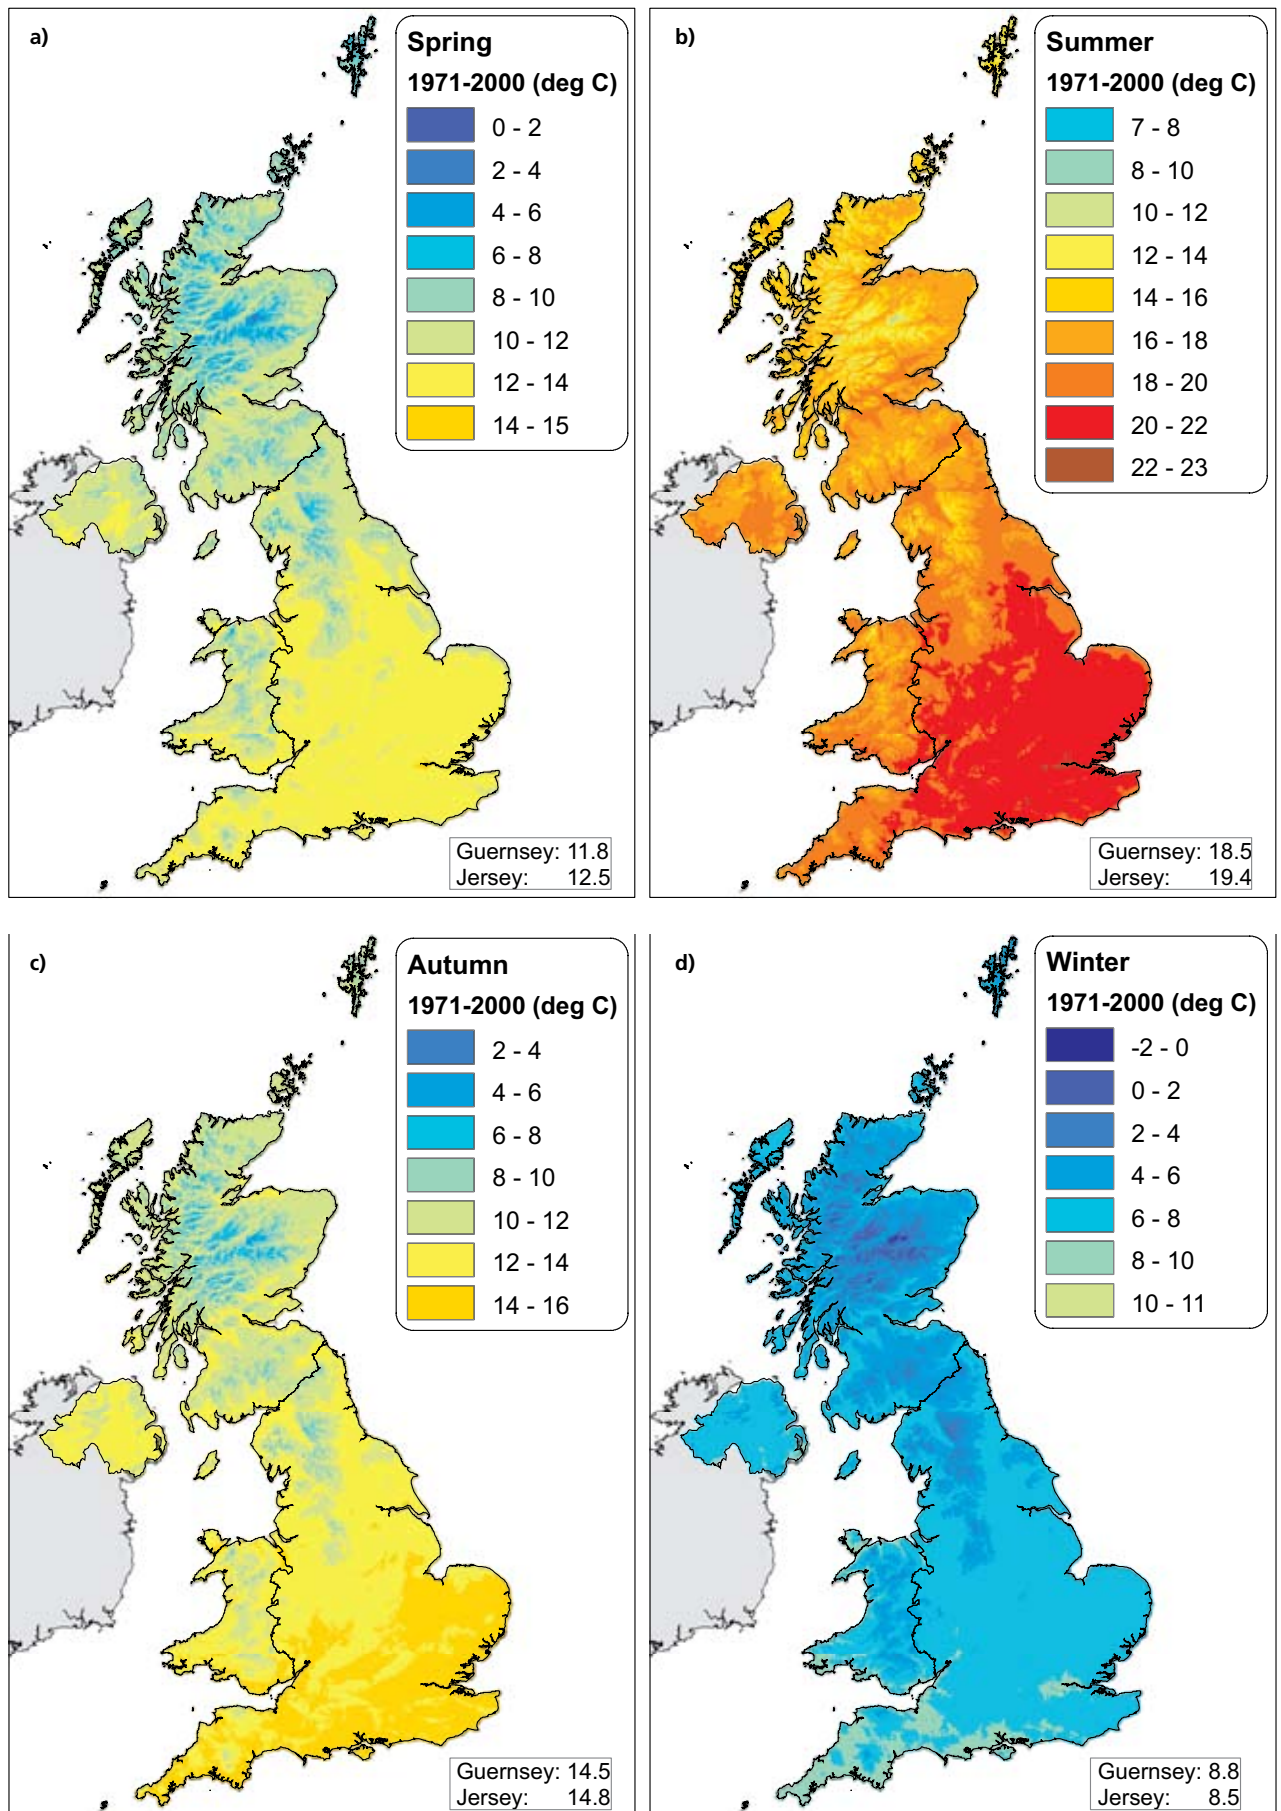 a)
Spring
1971-2000 (deg C)
0 - 2
2 - 4
4 - 6
6 - 8
8 - 10
10 - 12
12 - 14
14 - 15
Guernsey: 11.8
Jersey: 12.5
b)
Summer
1971-2000 (deg C)
7 - 8
8 - 10
10 - 12
12 - 14
14 - 16
16 - 18
18 - 20
20 - 22
22 - 23
Guernsey: 18.5
Jersey: 19.4
c)
Autumn
1971-2000 (deg C)
2 - 4
4 - 6
6 - 8
8 - 10
10 - 12
12 - 14
14 - 16
Guernsey: 14.5
Jersey: 14.8
d)
Winter
1971-2000 (deg C)
-2 - 0
0 - 2
2 - 4
4 - 6
6 - 8
8 - 10
10 - 11
Guernsey: 8.8
Jersey: 8.5